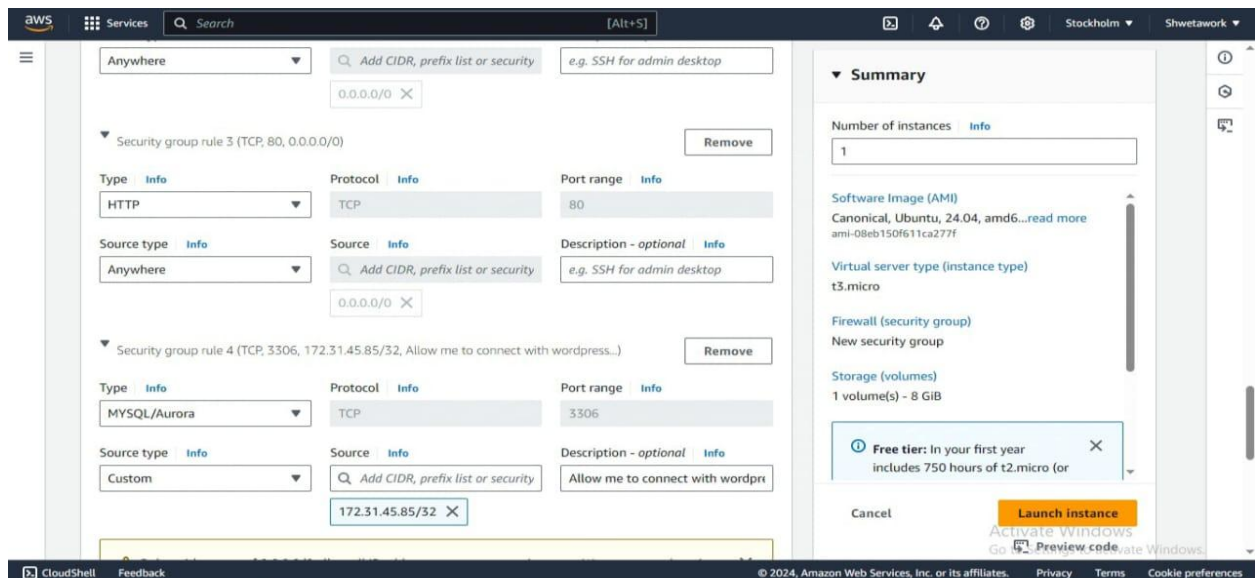 aws Services Search [Alt+S] Stockholm Shwetawork
Anywhere Add CIDR, prefix list or security e.g. SSH for admin desktop
0.0.0.0/0
Security group rule 3 (TCP, 80, 0.0.0.0/0) Remove
Type Info Protocol Info Port range Info
HTTP TCP 80
Source type Info Source Info Description - optional Info
Anywhere Add CIDR, prefix list or security e.g. SSH for admin desktop
0.0.0.0/0
Security group rule 4 (TCP, 3306, 172.31.45.85/32, Allow me to connect with wordpress...) Remove
Type Info Protocol Info Port range Info
MYSQL/Aurora TCP 3306
Source type Info Source Info Description - optional Info
Custom Add CIDR, prefix list or security Allow me to connect with wordpre
172.31.45.85/32
Summary
Number of instances Info
1
Software Image (AMI)
Canonical, Ubuntu, 24.04, amd6...read more
ami-08eb150f611ca277f
Virtual server type (instance type)
t3.micro
Firewall (security group)
New security group
Storage (volumes)
1 volume(s) - 8 GiB
Free tier: In your first year
includes 750 hours of t2.micro (or
Cancel Launch instance
Activate Windows
Preview code
CloudShell Feedback © 2024, Amazon Web Services, Inc. or its affiliates. Privacy Terms Cookie preferences